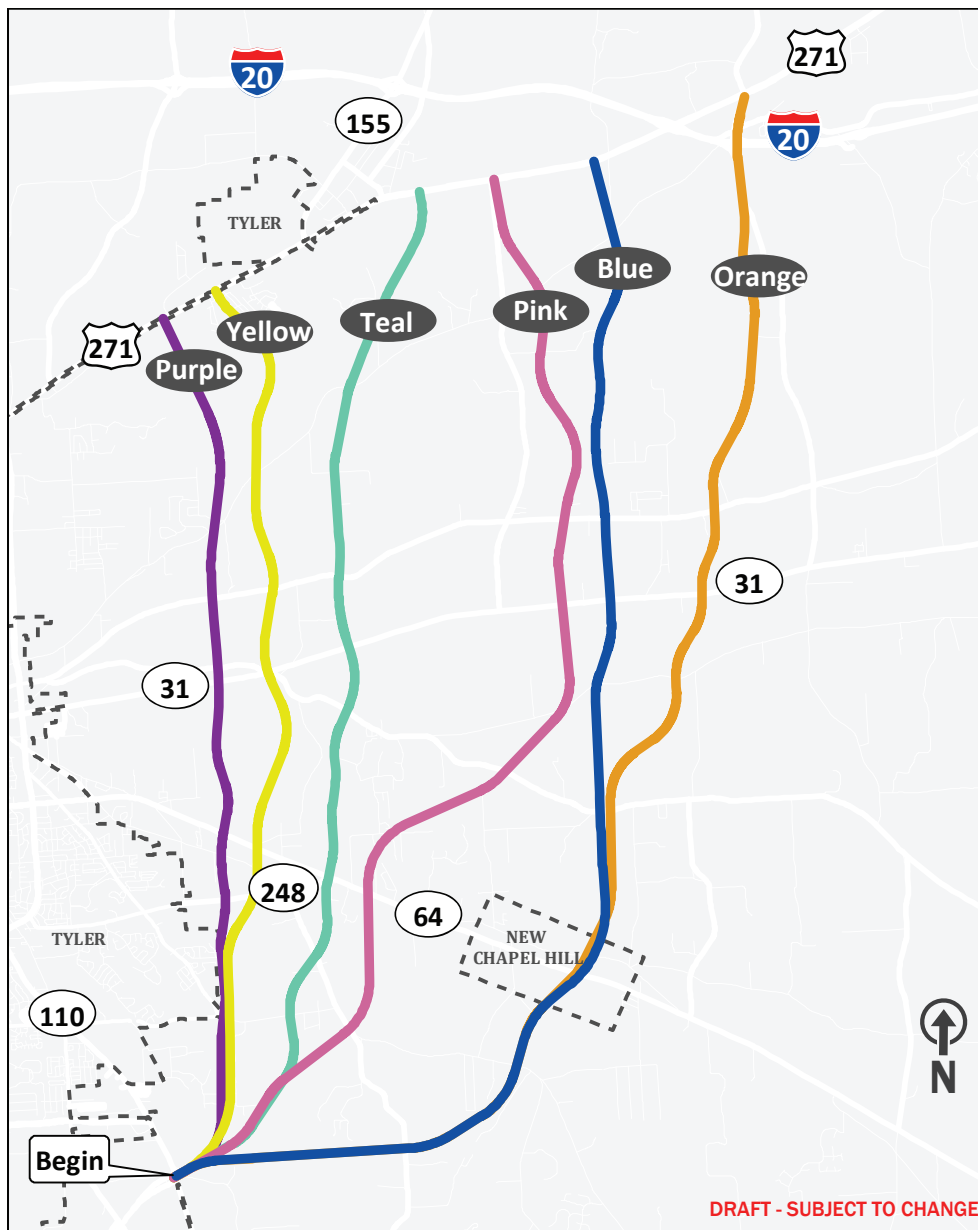 271
20
155
20
TYLER
Blue
Orange
Pink
Teal
Yellow
271
Purple
31
31
248
64
NEW
CHAPEL HILL
TYLER
110
N
Begin
DRAFT - SUBJECT TO CHANGE